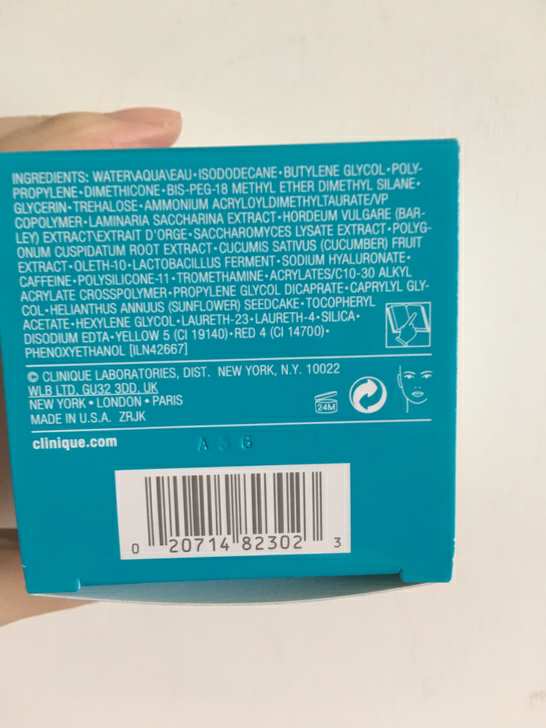 INGREDIENTS: WATER\AQUA\EAU • ISODODECANE • BUTYLENE GLYCOL • POLY-
PROPYLENE • DIMETHICONE • BIS-PEG-18 METHYL ETHER DIMETHYL SILANE •
GLYCERIN • TREHALOSE • AMMONIUM ACRYLOYLDIMETHYLTAURATE/VP
COPOLYMER • LAMINARIA SACCHARINA EXTRACT • HORDEUM VULGARE (BAR-
LEY) EXTRACT\EXTRAIT D'ORGE • SACCHAROMYCES LYSATE EXTRACT • POLYG-
ONUM CUSPIDATUM ROOT EXTRACT • CUCUMIS SATIVUS (CUCUMBER) FRUIT
EXTRACT • OLETH-10 • LACTOBACILLUS FERMENT • SODIUM HYALURONATE •
CAFFEINE • POLYSILICONE-11 • TROMETHAMINE • ACRYLATES/C10-30 ALKYL
ACRYLATE CROSSPOLYMER • PROPYLENE GLYCOL DICAPRATE • CAPRYLYL GLY-
COL • HELIANTHUS ANNUUS (SUNFLOWER) SEEDCAKE • TOCOPHERYL
ACETATE • HEXYLENE GLYCOL • LAURETH-23 • LAURETH-4 • SILICA •
DISODIUM EDTA • YELLOW 5 (CI 19140) • RED 4 (CI 14700) •
PHENOXYETHANOL [ILN42667]
© CLINIQUE LABORATORIES, DIST. NEW YORK, N.Y. 10022
WLB LTD. GU32 3DD. UK
NEW YORK • LONDON • PARIS
MADE IN U.S.A. ZRJK
24M
clinique.com
0 20714 82302 3